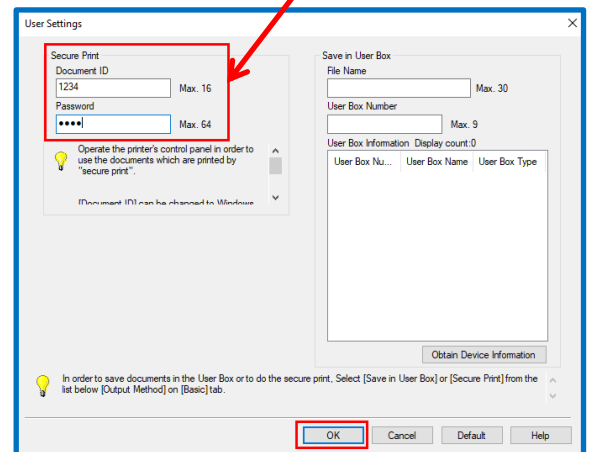 User Settings
Secure Print
Document ID
1234
Max. 16
Password
••••
Max. 64
Operate the printer's control panel in order to
use the documents which are printed by
"secure print".
[Document ID] can be changed to Windows
Save in User Box
File Name
Max. 30
User Box Number
Max. 9
User Box Information Display count:0
User Box Nu... User Box Name User Box Type
Obtain Device Information
In order to save documents in the User Box or to do the secure print, Select [Save in User Box] or [Secure Print] from the
list below [Output Method] on [Basic] tab.
OK Cancel Default Help